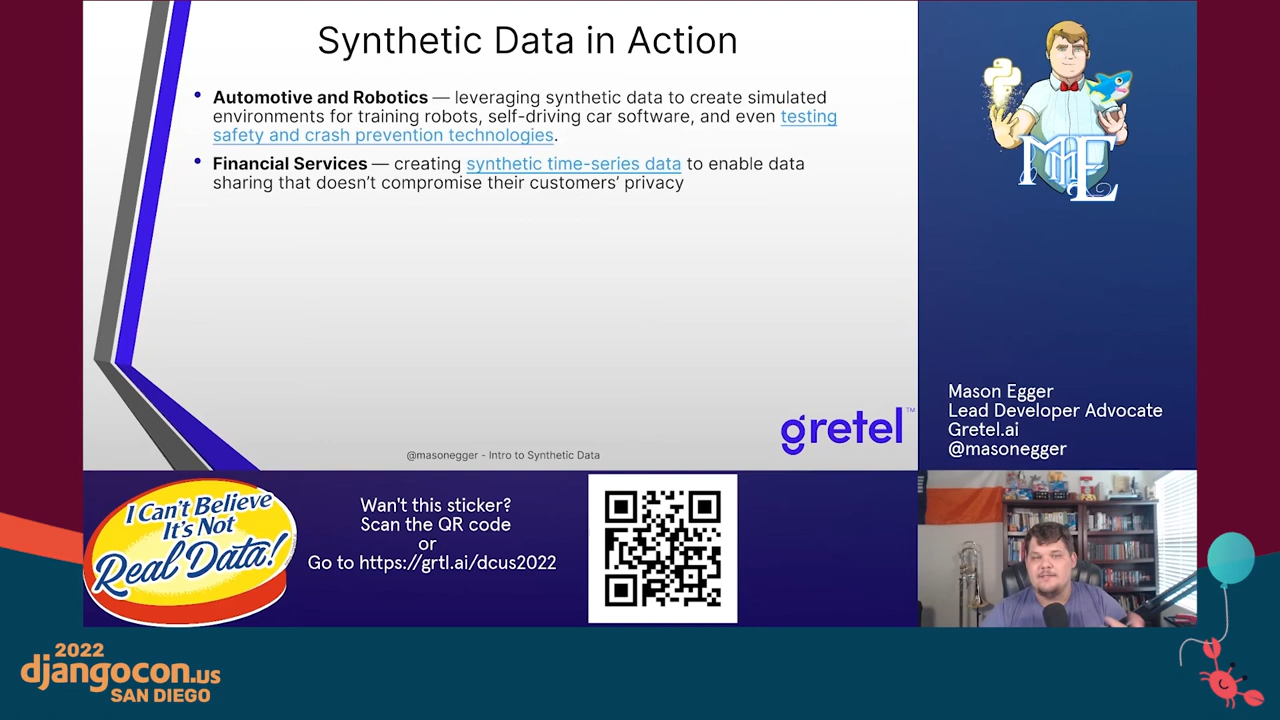 Synthetic Data in Action
• Automotive and Robotics — leveraging synthetic data to create simulated
environments for training robots, self-driving car software, and even testing
safety and crash prevention technologies.
• Financial Services — creating synthetic time-series data to enable data
sharing that doesn't compromise their customers' privacy
gretel™
@masonegger - Intro to Synthetic Data
ME
Mason Egger
Lead Developer Advocate
Gretel.ai
@masonegger
I Can't Believe
It's Not
Real Data!
Wan't this sticker?
Scan the QR code
or
Go to https://grtl.ai/dcus2022
2022
djangocon.us
SAN DIEGO